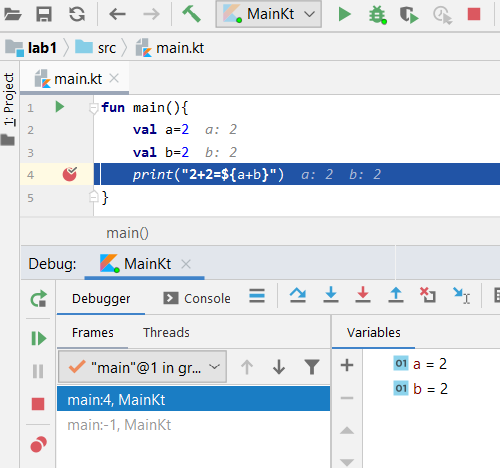 MainKt
lab1 src main.kt
1: Project
main.kt
1 fun main(){
2 val a=2 a: 2
3 val b=2 b: 2
4 print("2+2=${a+b}") a: 2 b: 2
5 }
main()
Debug: MainKt
Debugger Console
Frames Threads Variables
"main"@1 in gr...
main:4, MainKt
main:-1, MainKt
01 a = 2
01 b = 2